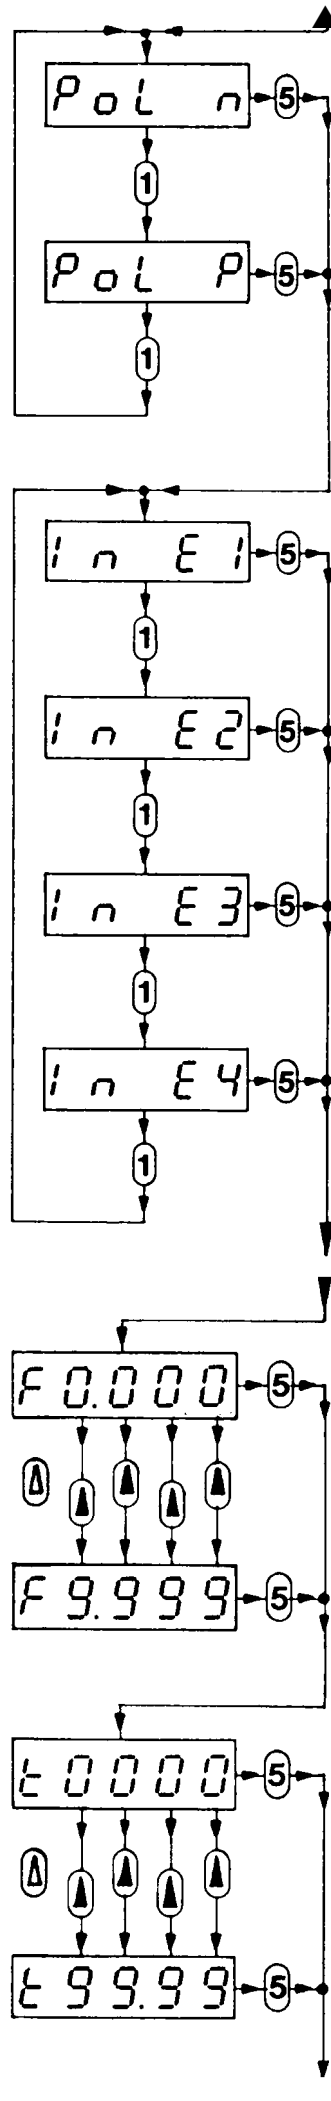 PoL n 5
1
PoL P 5
1
In E1 5
1
In E2 5
1
In E3 5
1
In E4 5
1
F 0.000 5
F 9.999 5
t 0000 5
t 99.99 5